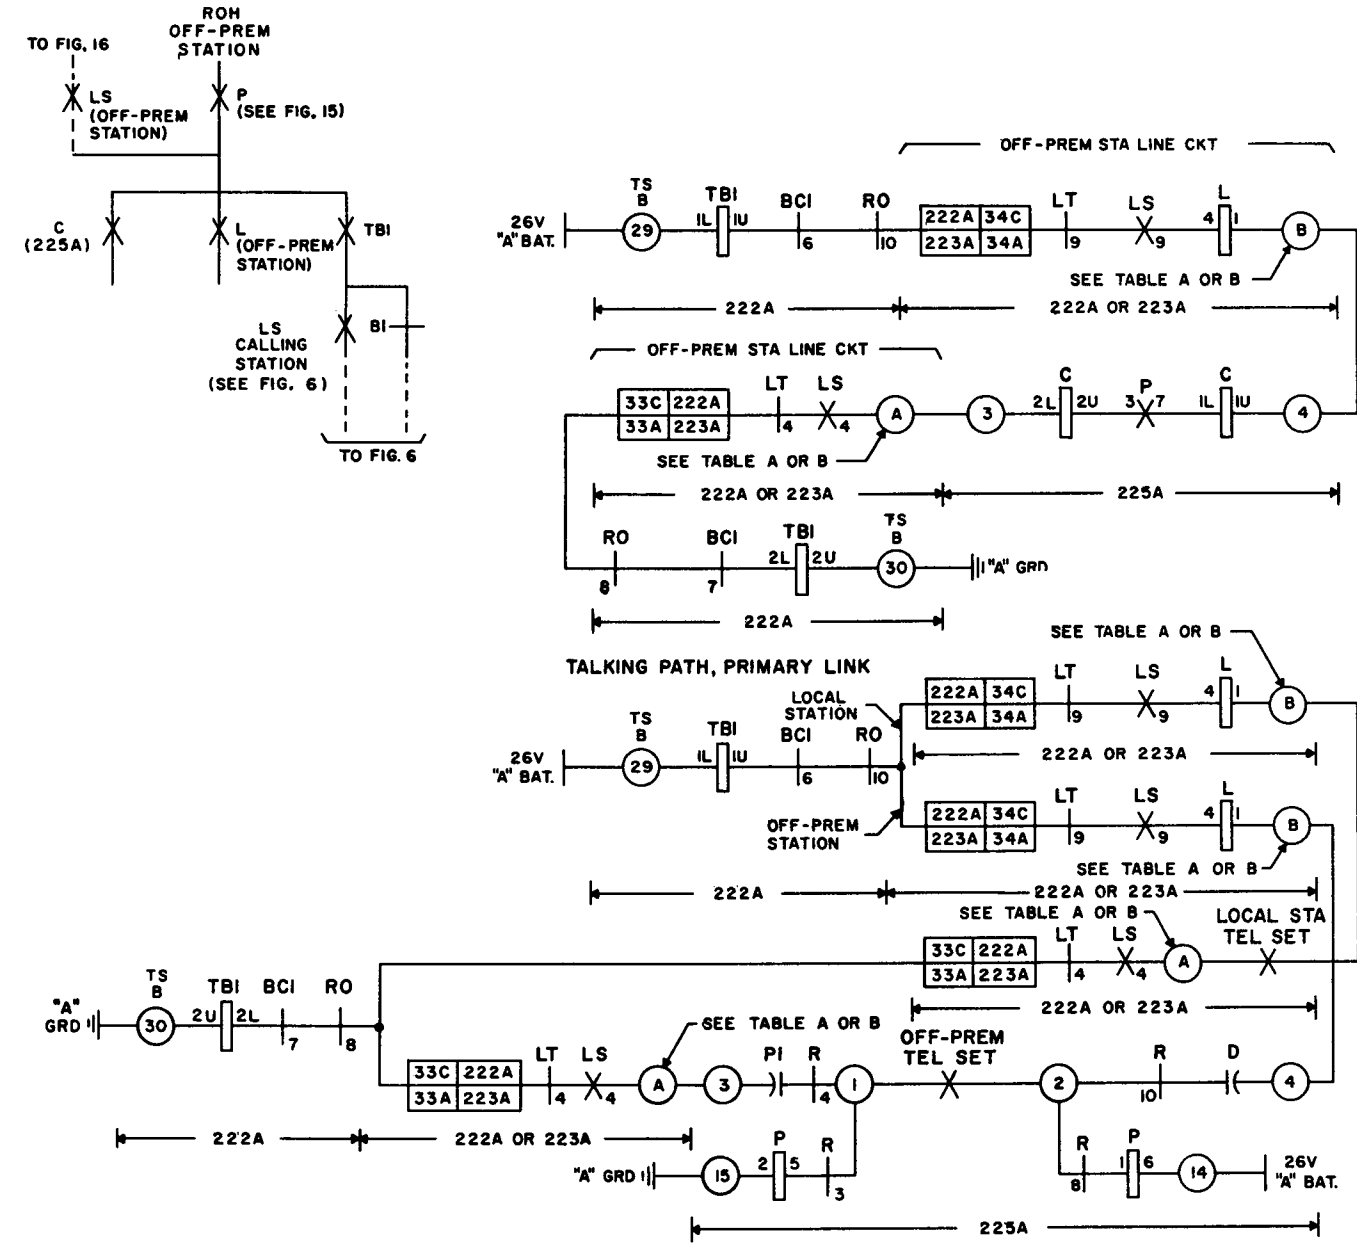 ROH
OFF-PREM
STATION
TO FIG. 16
LS
(OFF-PREM
STATION)
P
(SEE FIG. 15)
C
(225A)
L
(OFF-PREM
STATION)
TB1
LS
CALLING
STATION
(SEE FIG. 6)
B1
TO FIG. 6
OFF-PREM STA LINE CKT
26V
"A" BAT.
TS
B
29
TB1
1L 1U
BC1
6
RO
10
222A 34C
223A 34A
LT
9
LS
9
L
4 1
B
SEE TABLE A OR B
222A
222A OR 223A
OFF-PREM STA LINE CKT
33C 222A
33A 223A
LT
4
LS
4
A
3
C
2L 2U
P
3 7
C
1L 1U
4
SEE TABLE A OR B
222A OR 223A
225A
RO
8
BC1
7
TB1
2L 2U
TS
B
30
"A" GRD
222A
TALKING PATH, PRIMARY LINK
SEE TABLE A OR B
LOCAL
STATION
222A 34C
223A 34A
LT
9
LS
9
L
4 1
B
222A OR 223A
26V
"A" BAT.
TS
B
29
TB1
1L 1U
BC1
6
RO
10
OFF-PREM
STATION
222A 34C
223A 34A
LT
9
LS
9
L
4 1
B
SEE TABLE A OR B
222A
222A OR 223A
SEE TABLE A OR B
LOCAL STA
TEL SET
33C 222A
33A 223A
LT
4
LS
4
A
222A OR 223A
"A"
GRD
TS
B
30
TB1
2U 2L
BC1
7
RO
8
SEE TABLE A OR B
OFF-PREM
TEL SET
33C 222A
33A 223A
LT
4
LS
4
A
3
P1
R
4
1
2
R
10
D
4
222A
222A OR 223A
"A" GRD
15
P
2 5
R
3
R
8
P
1 6
14
26V
"A" BAT.
225A